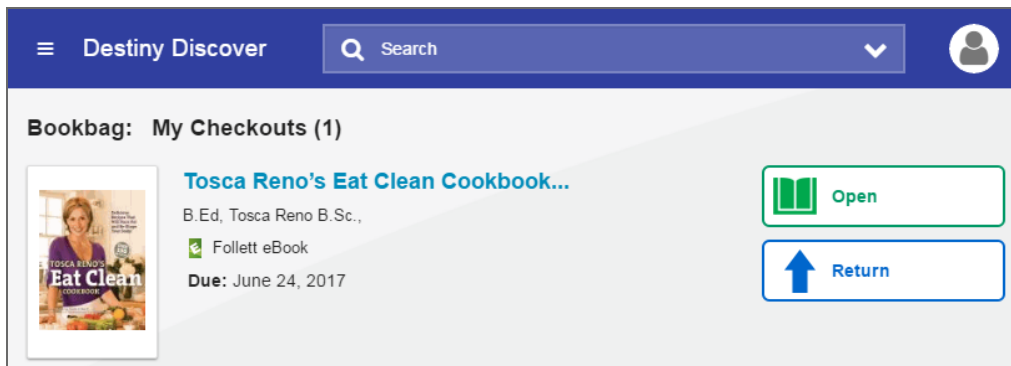 Destiny Discover
Search
Bookbag: My Checkouts (1)
Tosca Reno's Eat Clean Cookbook...
B.Ed, Tosca Reno B.Sc.,
Follett eBook
Due: June 24, 2017
Open
Return
TOSCA RENO'S
Eat Clean
COOKBOOK